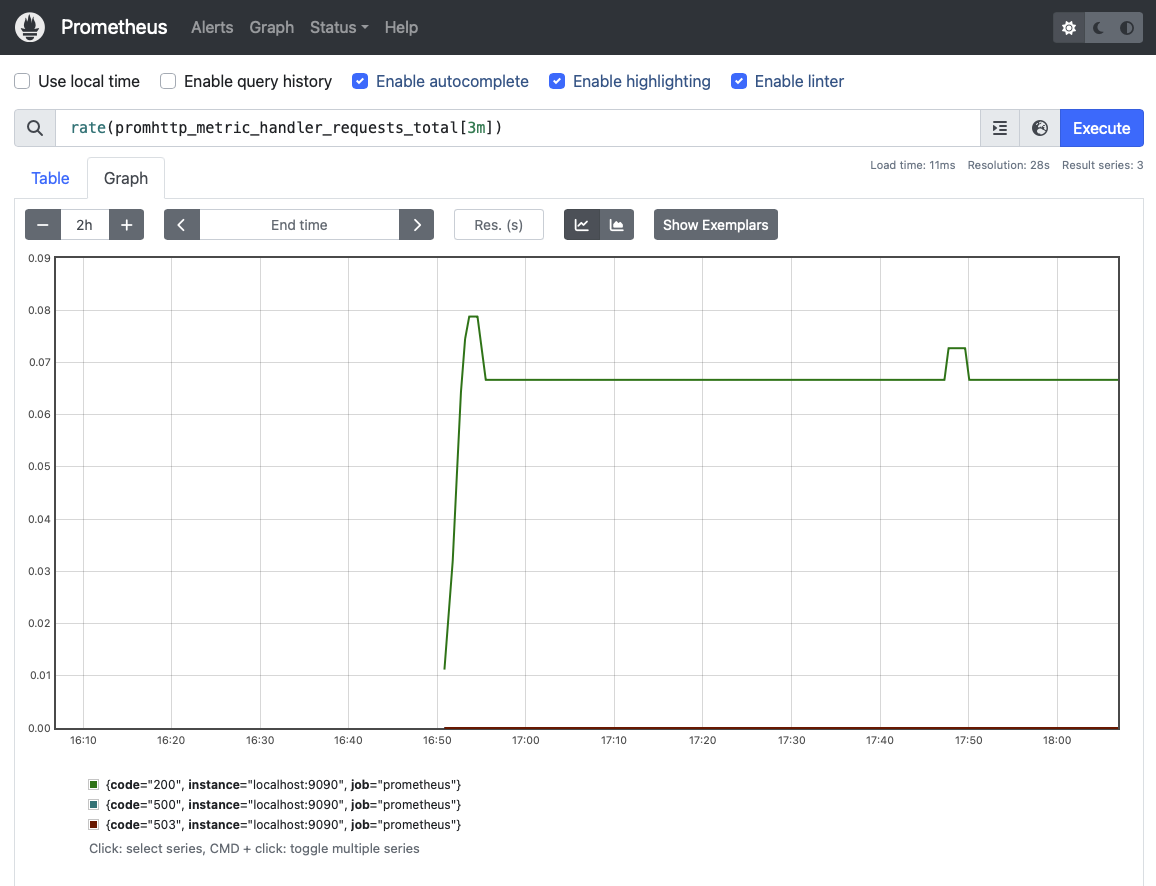 Prometheus Alerts Graph Status Help
Use local time Enable query history Enable autocomplete Enable highlighting Enable linter
rate(promhttp_metric_handler_requests_total[3m]) Execute
Load time: 11ms Resolution: 28s Result series: 3
Table Graph
2h End time Res. (s) Show Exemplars
0.09
0.08
0.07
0.06
0.05
0.04
0.03
0.02
0.01
0.00
16:10 16:20 16:30 16:40 16:50 17:00 17:10 17:20 17:30 17:40 17:50 18:00
{code="200", instance="localhost:9090", job="prometheus"}
{code="500", instance="localhost:9090", job="prometheus"}
{code="503", instance="localhost:9090", job="prometheus"}
Click: select series, CMD + click: toggle multiple series